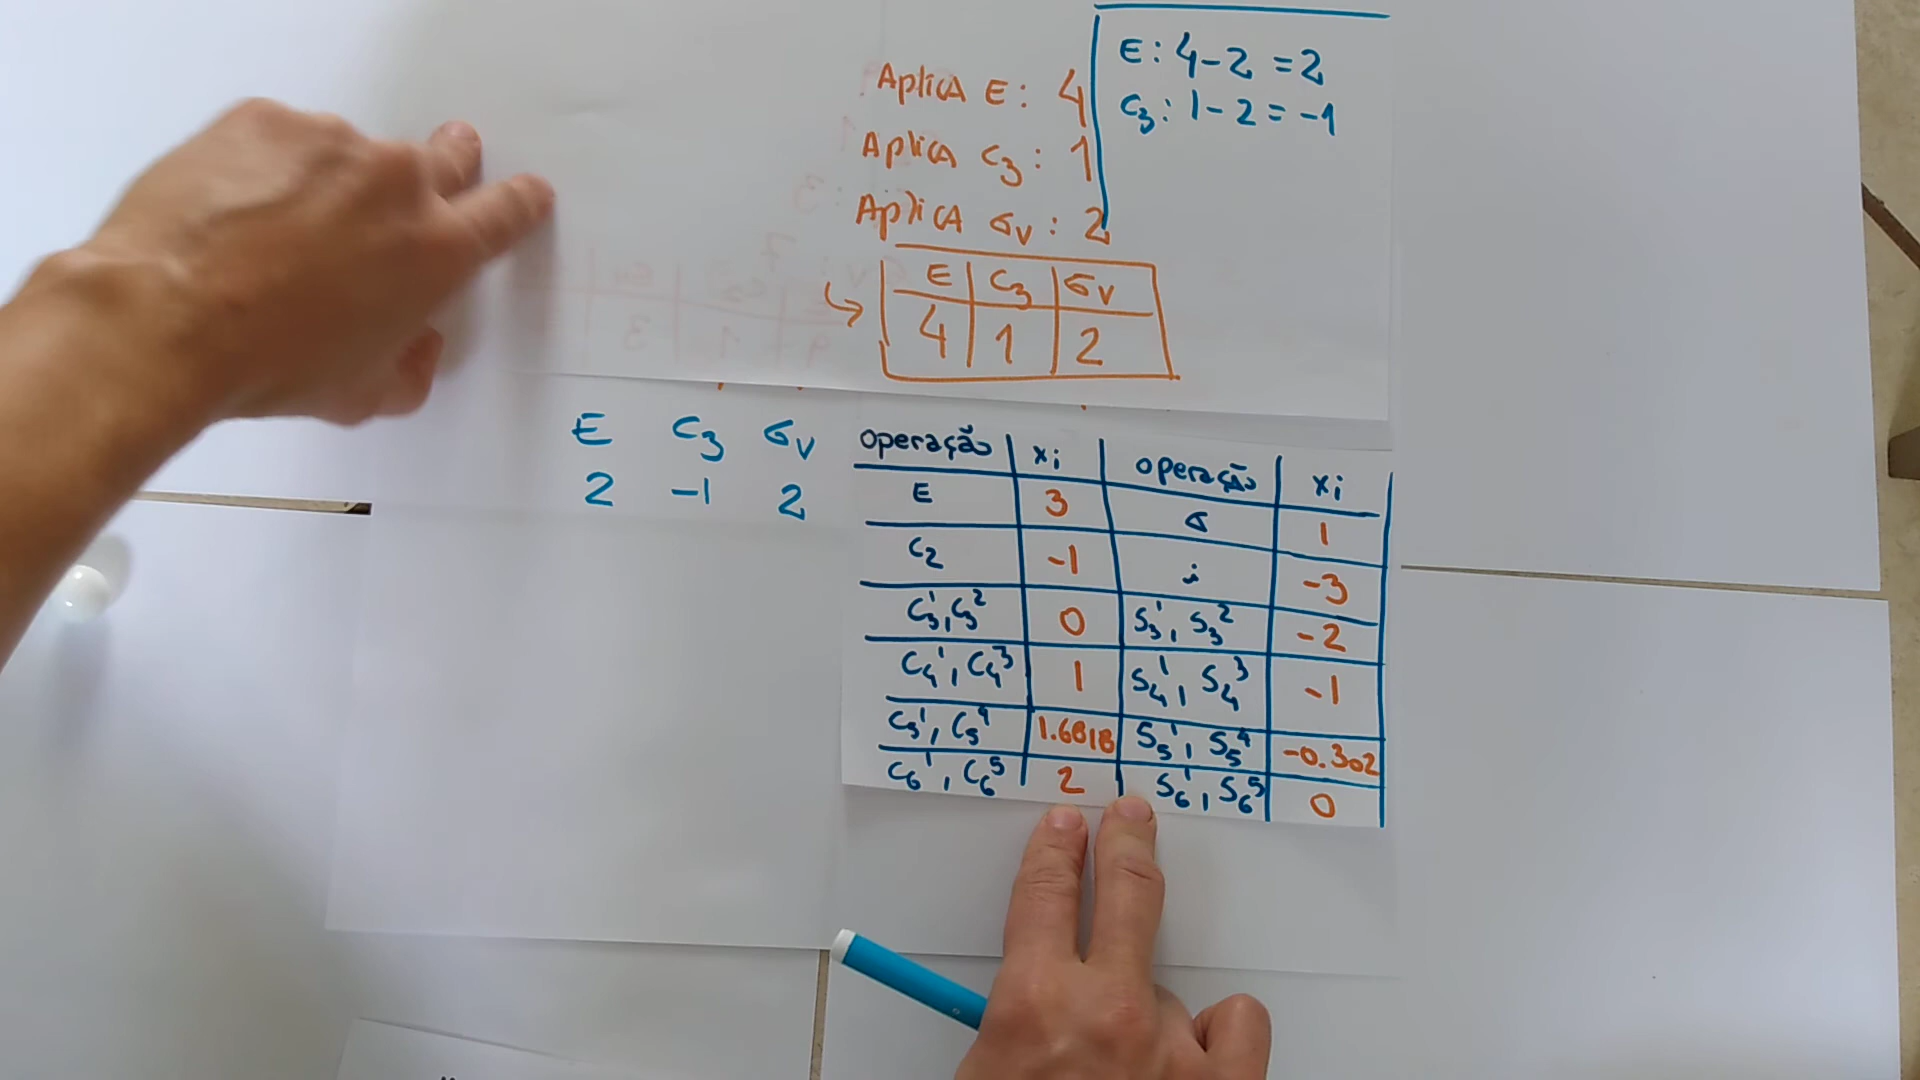 Aplica E: 4
Aplica C3: 1
Aplica σv: 2
E: 4-2 = 2
C3: 1-2 = -1
↳ E | C3 | σv
4 | 1 | 2
E C3 σv
2 -1 2
operação | xi | operação | xi
E | 3 | σ | 1
C2 | -1 | i | -3
C3¹, C3² | 0 | S3¹, S3² | -2
C4¹, C4³ | 1 | S4¹, S4³ | -1
C5¹, C5⁴ | 1.6818 | S5¹, S5⁴ | -0.302
C6¹, C6⁵ | 2 | S6¹, S6⁵ | 0